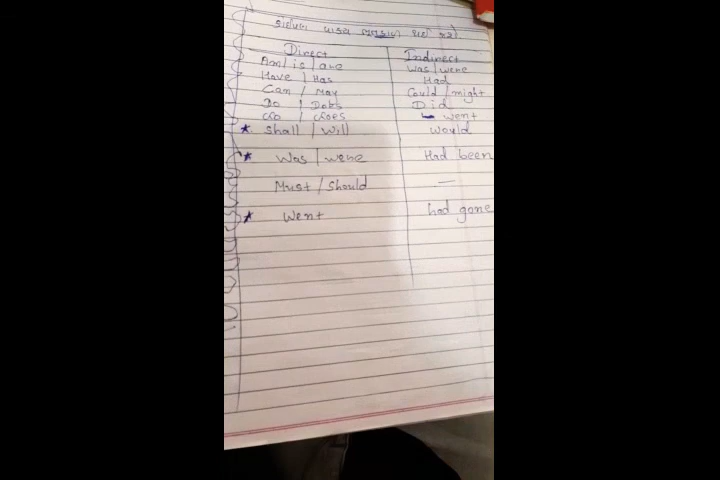 વાક્ય ભુતકાળ
Direct Indirect
Am/is/are was/were
Have/Has Had
Can/May Could/might
Do/Does Did
Go/Goes went
★ Shall/Will would
★ Was/were Had been
Must/Should —
★ Went had gone